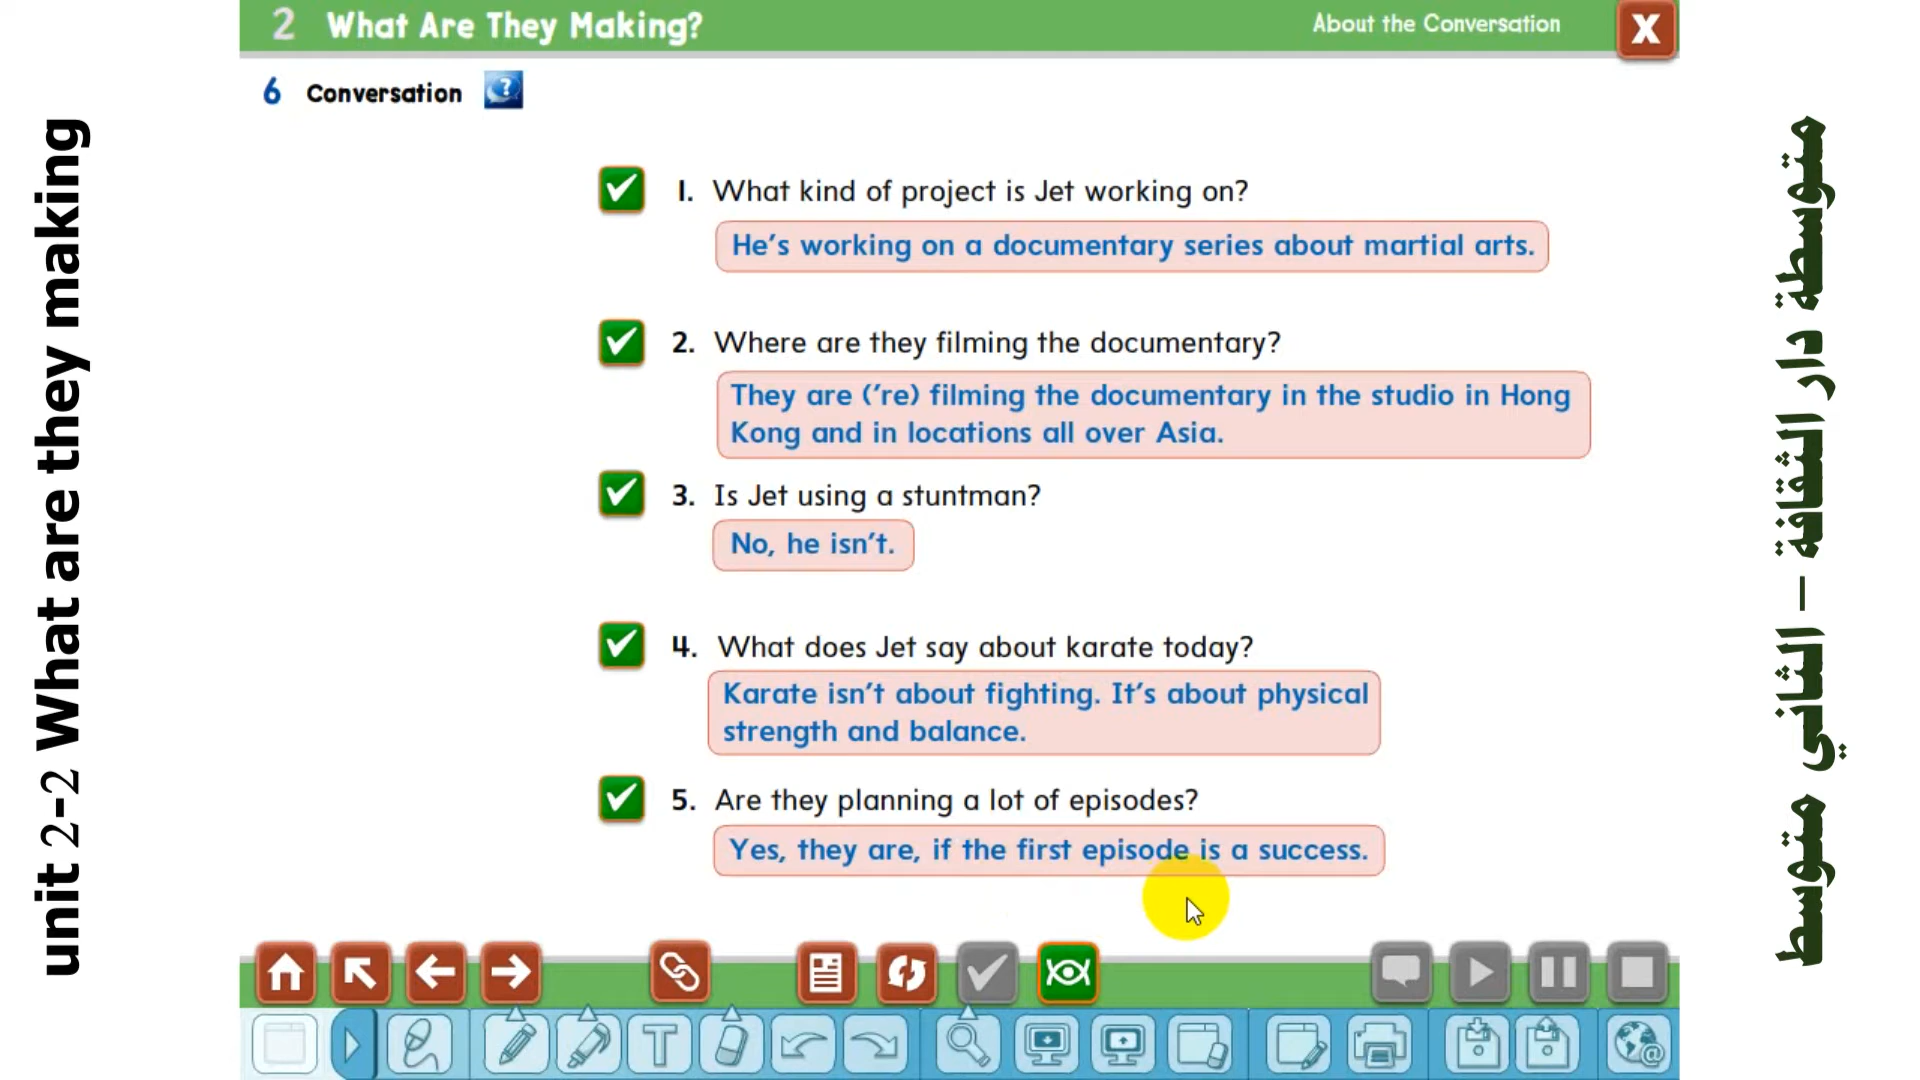 2 What Are They Making?
About the Conversation
X
6 Conversation
?
1. What kind of project is Jet working on?
He's working on a documentary series about martial arts.
2. Where are they filming the documentary?
They are ('re) filming the documentary in the studio in Hong
Kong and in locations all over Asia.
3. Is Jet using a stuntman?
No, he isn't.
4. What does Jet say about karate today?
Karate isn't about fighting. It's about physical
strength and balance.
5. Are they planning a lot of episodes?
Yes, they are, if the first episode is a success.
unit 2-2 What are they making
متوسطة دار الثقافة – الثاني متوسط
T
@